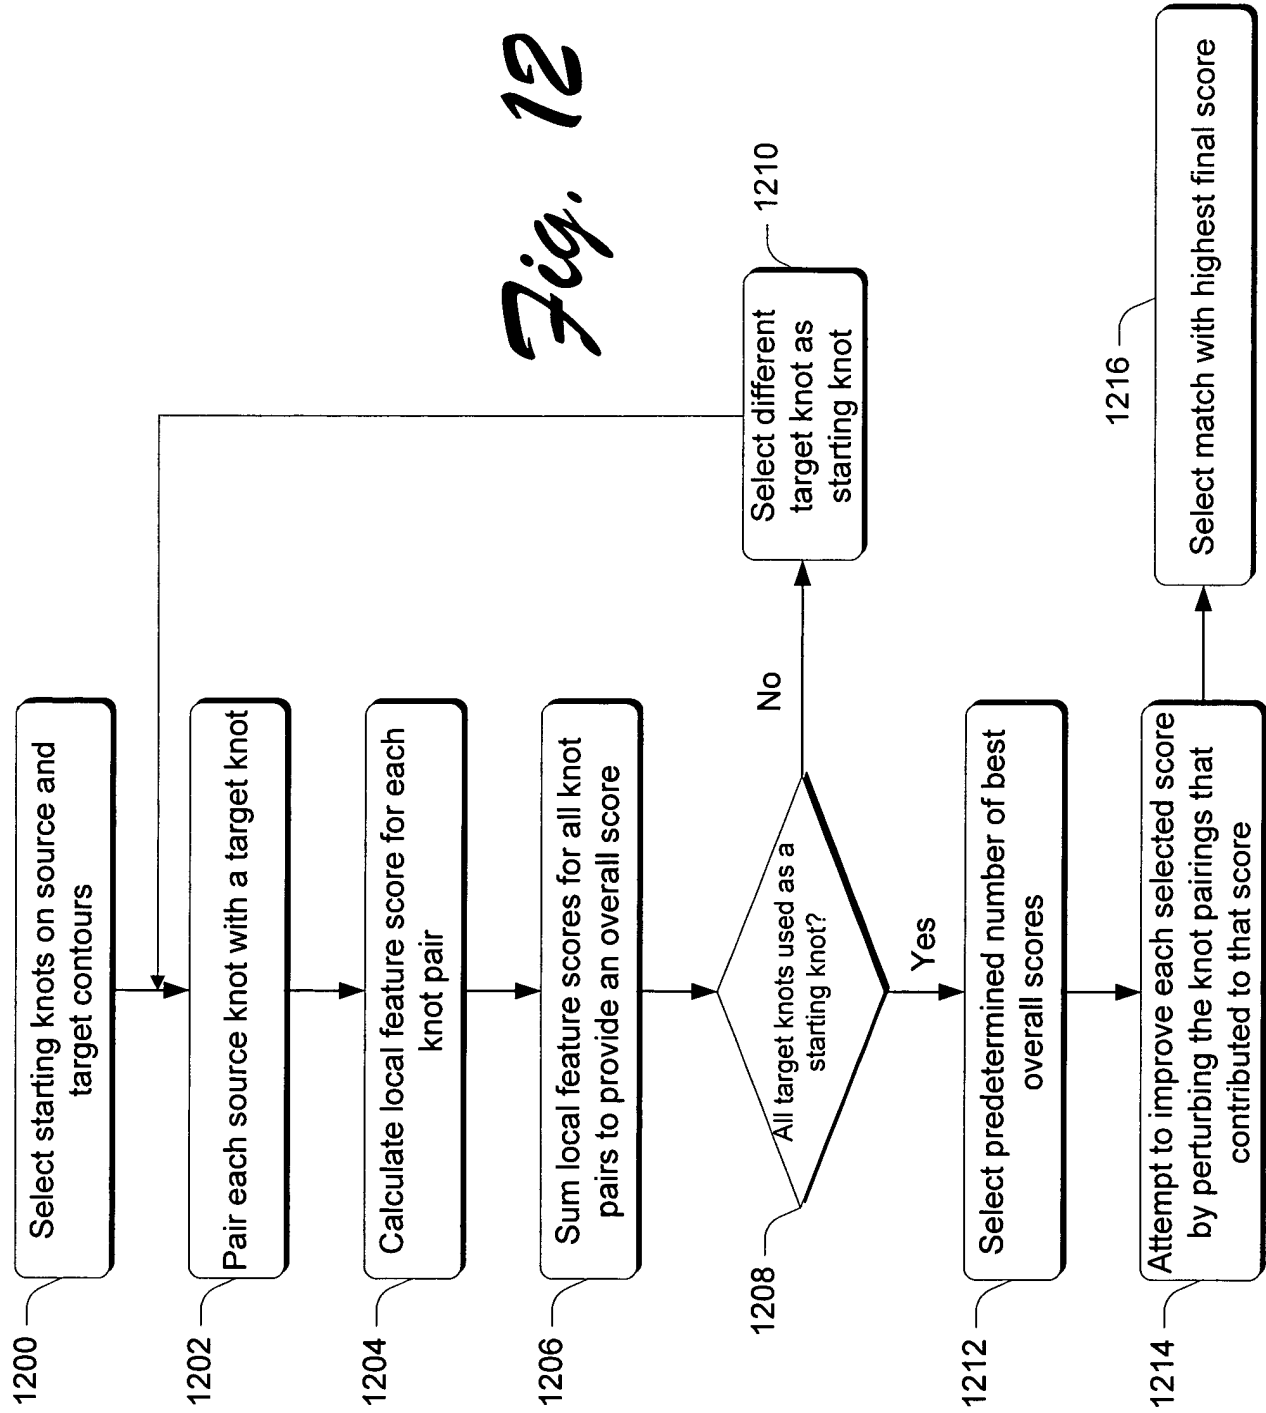 1200
Select starting knots on source and
target contours
1202
Pair each source knot with a target knot
1204
Calculate local feature score for each
knot pair
1206
Sum local feature scores for all knot
pairs to provide an overall score
1208
All target knots used as a
starting knot?
No
1210
Select different
target knot as
starting knot
Yes
1212
Select predetermined number of best
overall scores
1214
Attempt to improve each selected score
by perturbing the knot pairings that
contributed to that score
1216
Select match with highest final score
Fig. 12